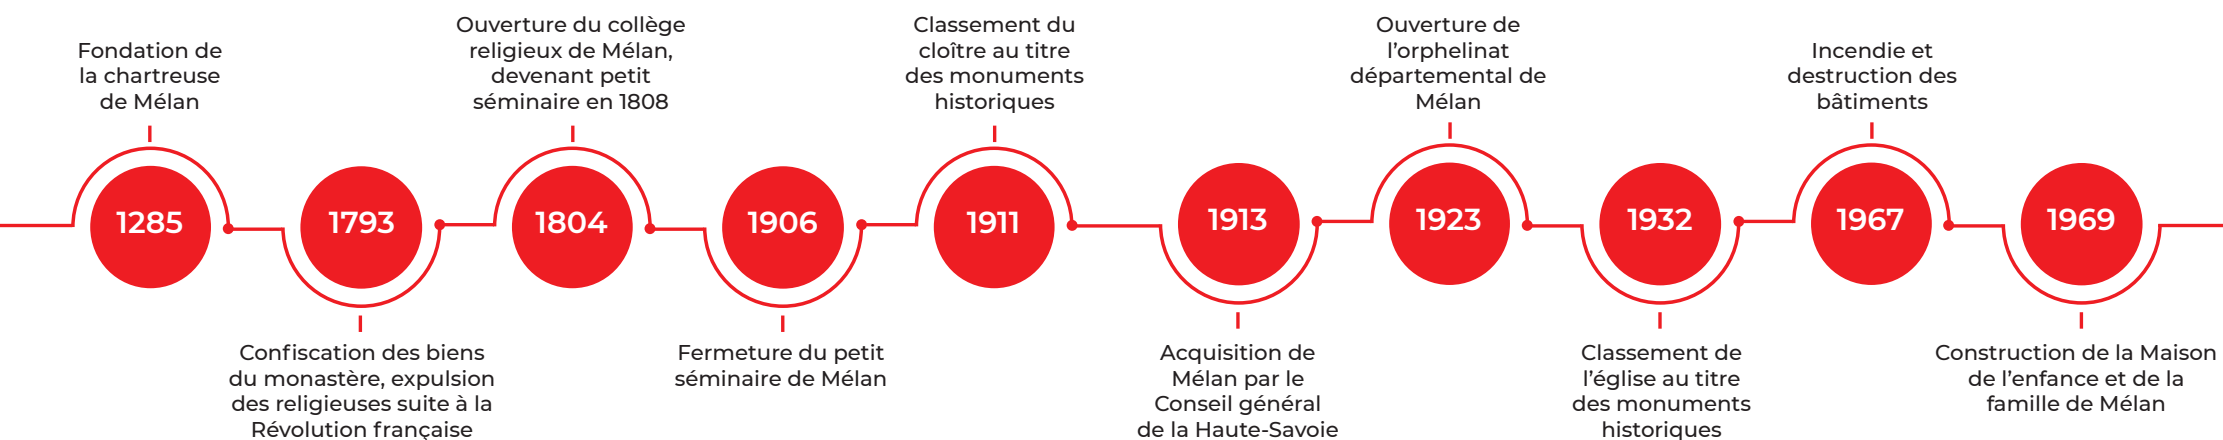 Fondation de
la chartreuse
de Mélan
1285
1793
Confiscation des biens
du monastère, expulsion
des religieuses suite à la
Révolution française
Ouverture du collège
religieux de Mélan,
devenant petit
séminaire en 1808
1804
1906
Fermeture du petit
séminaire de Mélan
Classement du
cloître au titre
des monuments
historiques
1911
1913
Acquisition de
Mélan par le
Conseil général
de la Haute-Savoie
Ouverture de
l’orphelinat
départemental de
Mélan
1923
1932
Classement de
l’église au titre
des monuments
historiques
Incendie et
destruction des
bâtiments
1967
1969
Construction de la Maison
de l’enfance et de la
famille de Mélan